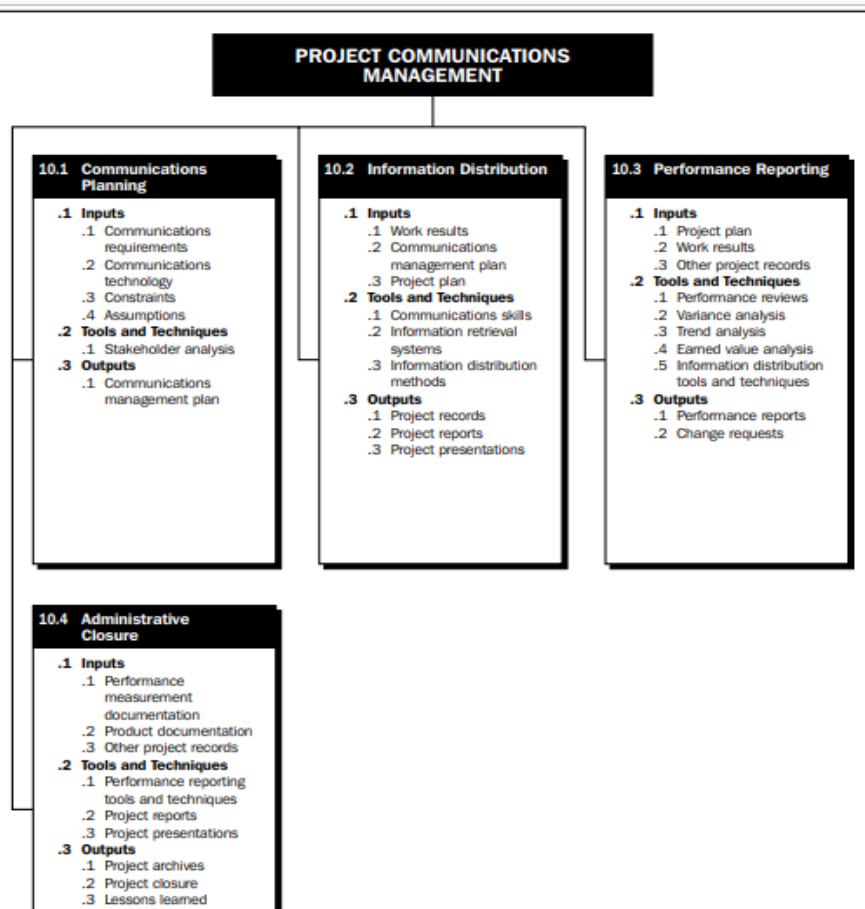 PROJECT COMMUNICATIONS
MANAGEMENT
10.1 Communications
Planning
.1 Inputs
.1 Communications
requirements
.2 Communications
technology
.3 Constraints
.4 Assumptions
.2 Tools and Techniques
.1 Stakeholder analysis
.3 Outputs
.1 Communications
management plan
10.2 Information Distribution
.1 Inputs
.1 Work results
.2 Communications
management plan
.3 Project plan
.2 Tools and Techniques
.1 Communications skills
.2 Information retrieval
systems
.3 Information distribution
methods
.3 Outputs
.1 Project records
.2 Project reports
.3 Project presentations
10.3 Performance Reporting
.1 Inputs
.1 Project plan
.2 Work results
.3 Other project records
.2 Tools and Techniques
.1 Performance reviews
.2 Variance analysis
.3 Trend analysis
.4 Earned value analysis
.5 Information distribution
tools and techniques
.3 Outputs
.1 Performance reports
.2 Change requests
10.4 Administrative
Closure
.1 Inputs
.1 Performance
measurement
documentation
.2 Product documentation
.3 Other project records
.2 Tools and Techniques
.1 Performance reporting
tools and techniques
.2 Project reports
.3 Project presentations
.3 Outputs
.1 Project archives
.2 Project closure
.3 Lessons learned